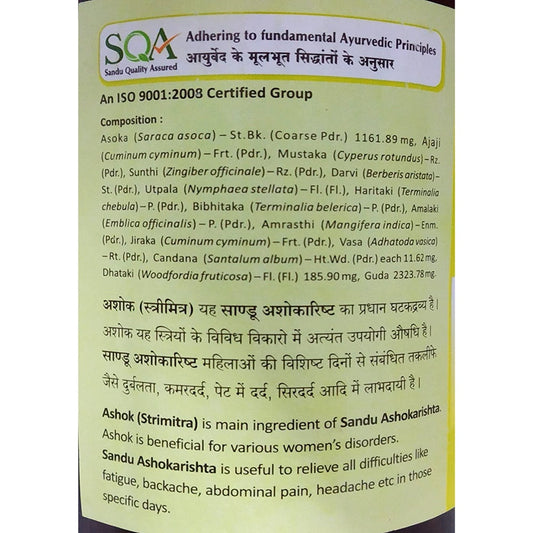 SQA
Sandu Quality Assured
Adhering to fundamental Ayurvedic Principles
आयुर्वेद के मूलभूत सिद्धांतों के अनुसार
An ISO 9001:2008 Certified Group
Composition :
Asoka (Saraca asoca) – St.Bk. (Coarse Pdr.) 1161.89 mg, Ajaji
(Cuminum cyminum) – Frt. (Pdr.), Mustaka (Cyperus rotundus) – Rz.
(Pdr.), Sunthi (Zingiber officinale) – Rz. (Pdr.), Darvi (Berberis aristata) –
St. (Pdr.), Utpala (Nymphaea stellata) – Fl. (Fl.), Haritaki (Terminalia
chebula) – P. (Pdr.), Bibhitaka (Terminalia belerica) – P. (Pdr.), Amalaki
(Emblica officinalis) – P. (Pdr.), Amrasthi (Mangifera indica) – Enm.
(Pdr.), Jiraka (Cuminum cyminum) – Frt. (Pdr.), Vasa (Adhatoda vasica)
– Rt. (Pdr.), Candana (Santalum album) – Ht.Wd. (Pdr.) each 11.62 mg,
Dhataki (Woodfordia fruticosa) – Fl. (Fl.) 185.90 mg, Guda 2323.78 mg.
अशोक (स्त्रीमित्र) यह साण्डू अशोकारिष्ट का प्रधान घटकद्रव्य है।
अशोक यह स्त्रियों के विविध विकारो में अत्यंत उपयोगी औषधि है।
साण्डू अशोकारिष्ट महिलाओं की विशिष्ट दिनों से संबंधित तकलीफे
जैसे दुर्बलता, कमरदर्द, पेट में दर्द, सिरदर्द आदि में लाभदायी है।
Ashok (Strimitra) is main ingredient of Sandu Ashokarishta.
Ashok is beneficial for various women's disorders.
Sandu Ashokarishta is useful to relieve all difficulties like
fatigue, backache, abdominal pain, headache etc in those
specific days.